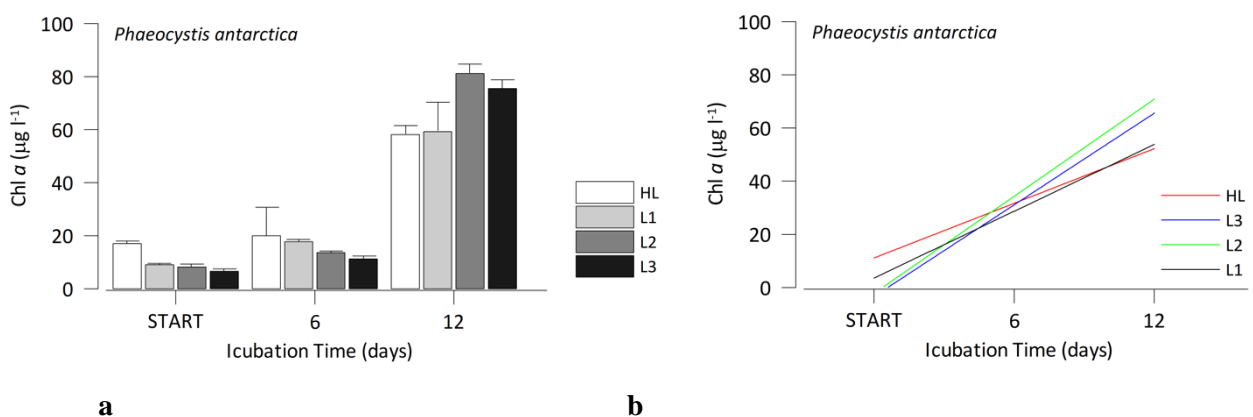 Phaeocystis antarctica
100
80
60
40
20
0
Chl a (µg l-1)
START 6 12
Icubation Time (days)
HL
L1
L2
L3
a
Phaeocystis antarctica
100
80
60
40
20
0
Chl a (µg l-1)
START 6 12
Icubation Time (days)
HL
L3
L2
L1
b